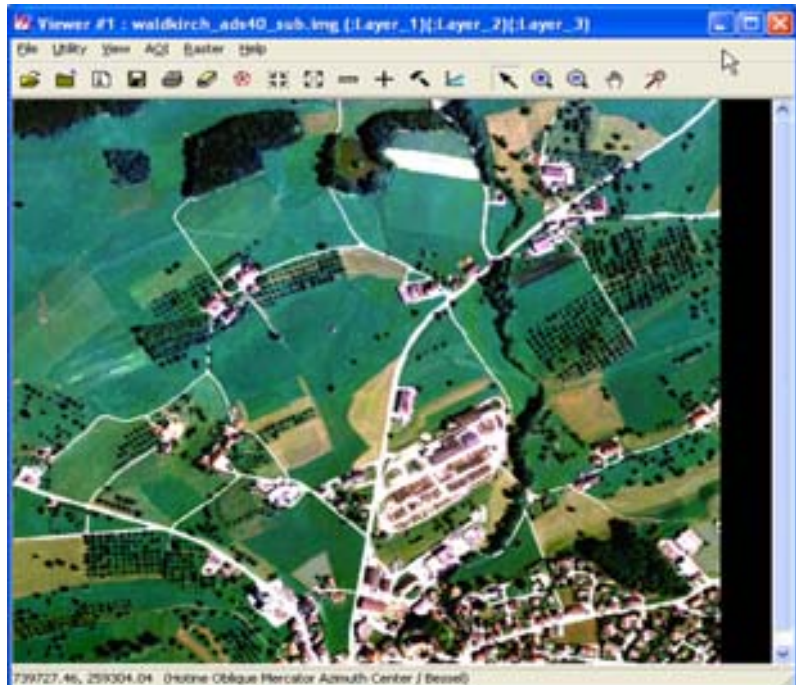 Viewer #1 : waldkirch_ads40_sub.img (:Layer_1)(:Layer_2)(:Layer_3)
File Utility View AOI Raster Help
739727.46, 259304.04 (Hotine Oblique Mercator Azimuth Center / Bessel)